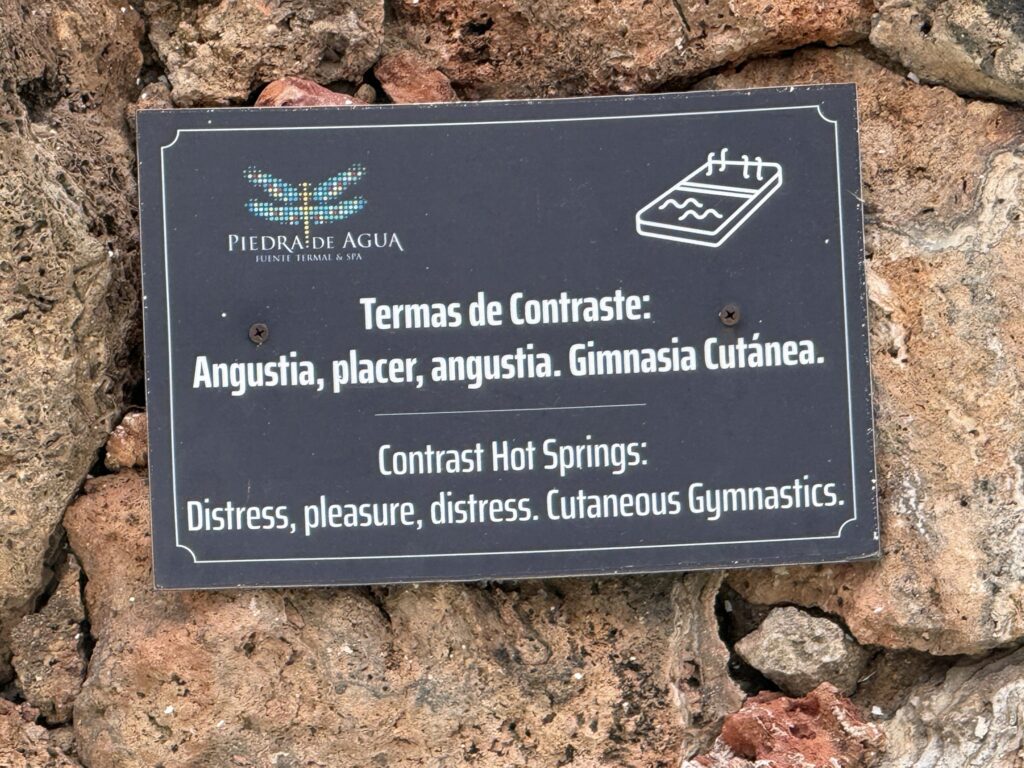 PIEDRA DE AGUA
FUENTE TERMAL & SPA
Termas de Contraste:
Angustia, placer, angustia. Gimnasia Cutánea.
Contrast Hot Springs:
Distress, pleasure, distress. Cutaneous Gymnastics.